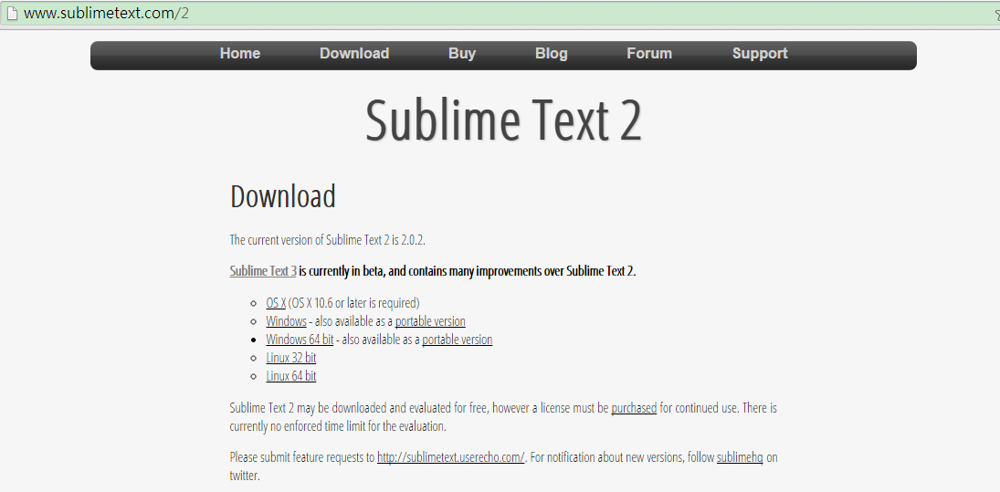 www.sublimetext.com/2
Home Download Buy Blog Forum Support
Sublime Text 2
Download
The current version of Sublime Text 2 is 2.0.2.
Sublime Text 3 is currently in beta, and contains many improvements over Sublime Text 2.
OS X (OS X 10.6 or later is required)
Windows - also available as a portable version
Windows 64 bit - also available as a portable version
Linux 32 bit
Linux 64 bit
Sublime Text 2 may be downloaded and evaluated for free, however a license must be purchased for continued use. There is
currently no enforced time limit for the evaluation.
Please submit feature requests to http://sublimetext.userecho.com/. For notification about new versions, follow sublimehq on
twitter.